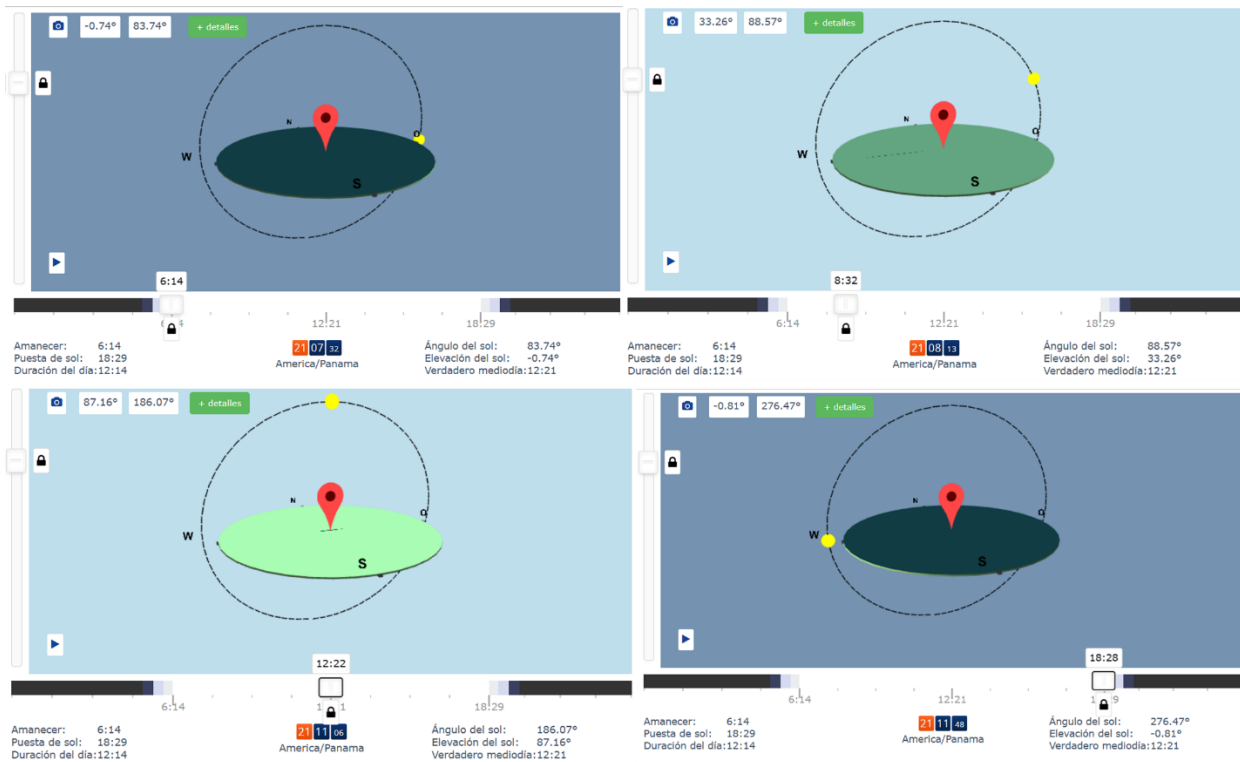 -0.74° 83.74° + detalles
N
O
W
S
6:14
6:14 12:21 18:29
Amanecer: 6:14
Puesta de sol: 18:29
Duración del día:12:14
21 07 32
America/Panama
Ángulo del sol: 83.74°
Elevación del sol: -0.74°
Verdadero mediodía:12:21
33.26° 88.57° + detalles
N
O
W
S
8:32
6:14 12:21 18:29
Amanecer: 6:14
Puesta de sol: 18:29
Duración del día:12:14
21 08 13
America/Panama
Ángulo del sol: 88.57°
Elevación del sol: 33.26°
Verdadero mediodía:12:21
87.16° 186.07° + detalles
N
O
W
S
12:22
6:14 18:29
Amanecer: 6:14
Puesta de sol: 18:29
Duración del día:12:14
21 11 06
America/Panama
Ángulo del sol: 186.07°
Elevación del sol: 87.16°
Verdadero mediodía:12:21
-0.81° 276.47° + detalles
N
O
W
S
18:28
6:14 12:21
Amanecer: 6:14
Puesta de sol: 18:29
Duración del día:12:14
21 11 48
America/Panama
Ángulo del sol: 276.47°
Elevación del sol: -0.81°
Verdadero mediodía:12:21